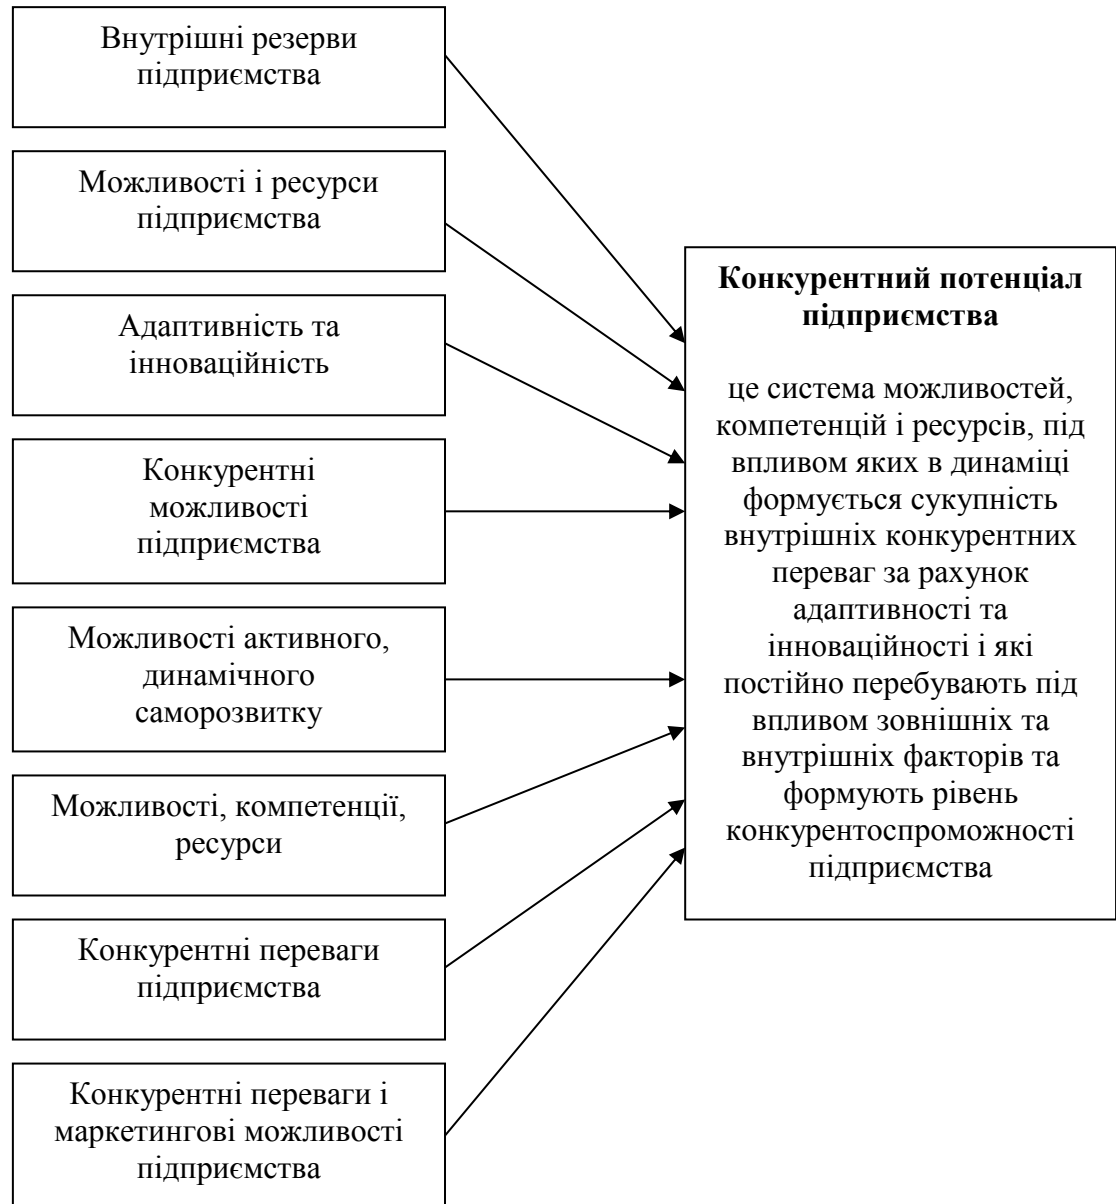 Внутрішні резерви
підприємства
Можливості і ресурси
підприємства
Адаптивність та
інноваційність
Конкурентні
можливості
підприємства
Можливості активного,
динамічного
саморозвитку
Можливості, компетенції,
ресурси
Конкурентні переваги
підприємства
Конкурентні переваги і
маркетингові можливості
підприємства
Конкурентний потенціал
підприємства
це система можливостей,
компетенцій і ресурсів, під
впливом яких в динаміці
формується сукупність
внутрішніх конкурентних
переваг за рахунок
адаптивності та
інноваційності і які
постійно перебувають під
впливом зовнішніх та
внутрішніх факторів та
формують рівень
конкурентоспроможності
підприємства